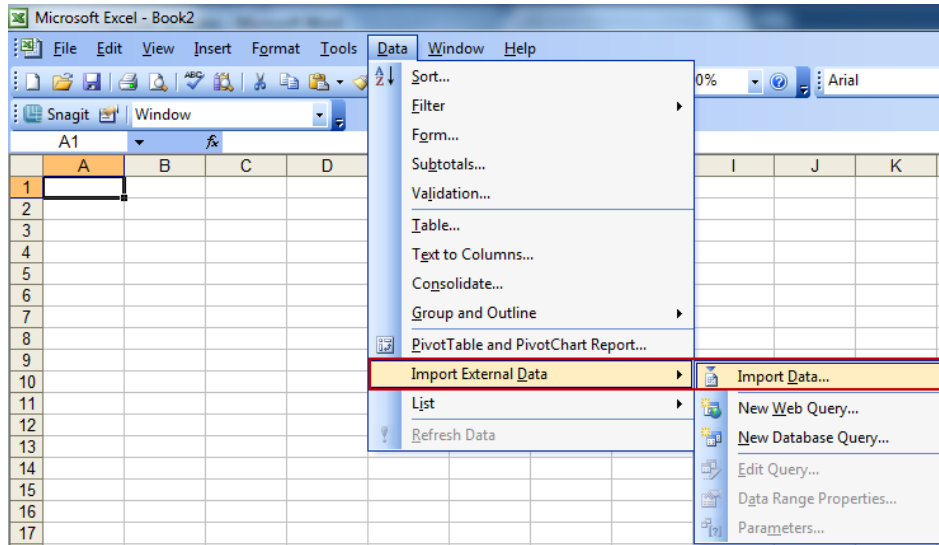 Microsoft Excel - Book2
File Edit View Insert Format Tools Data Window Help
ABC 0% Arial
Snagit Window
A1 fx
A B C D I J K
1
2
3
4
5
6
7
8
9
10
11
12
13
14
15
16
17
Sort...
Filter
Form...
Subtotals...
Validation...
Table...
Text to Columns...
Consolidate...
Group and Outline
PivotTable and PivotChart Report...
Import External Data
List
Refresh Data
Import Data...
New Web Query...
New Database Query...
Edit Query...
Data Range Properties...
Parameters...